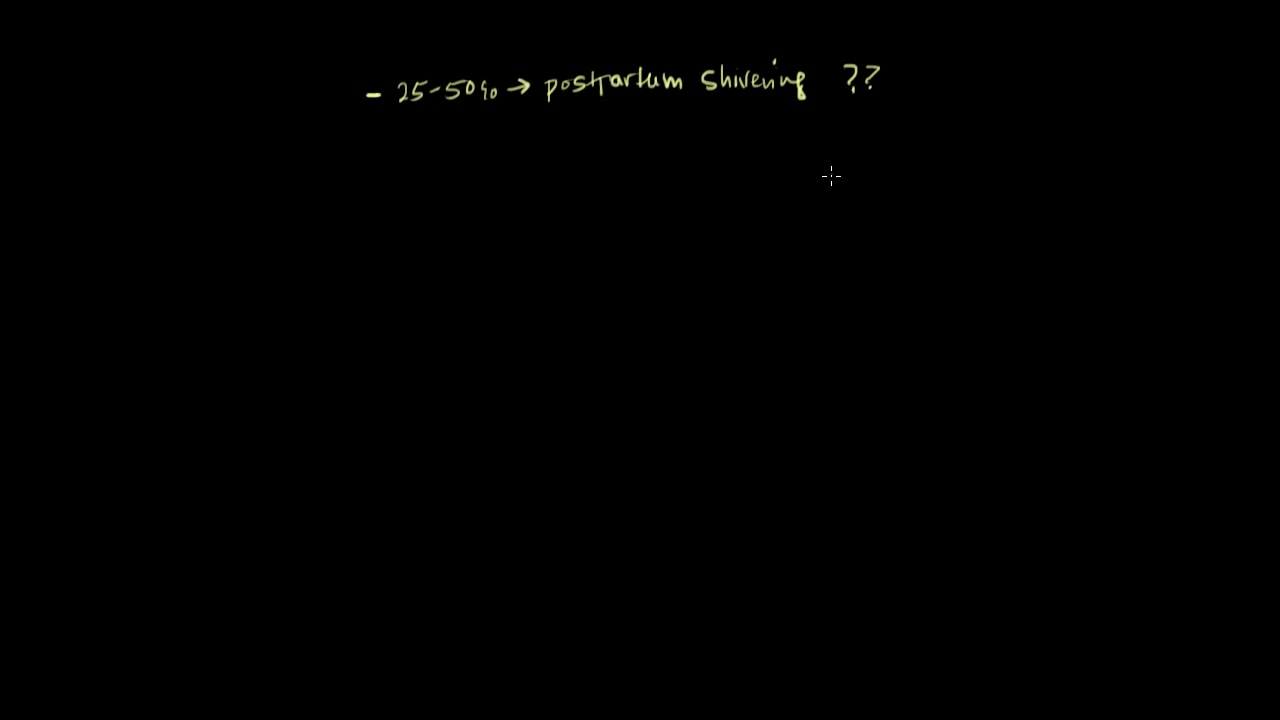 - 25-50% → postpartum shivering ??